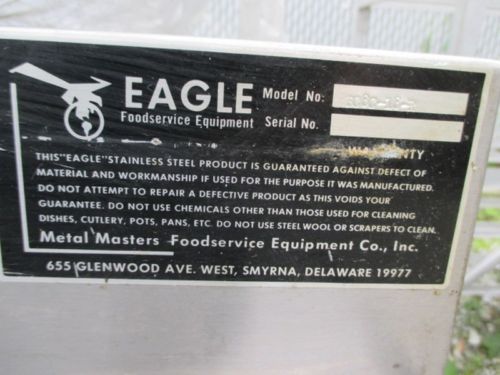 EAGLE
Foodservice Equipment
Model No:
Serial No.
WARRANTY
THIS "EAGLE" STAINLESS STEEL PRODUCT IS GUARANTEED AGAINST DEFECT OF
MATERIAL AND WORKMANSHIP IF USED FOR THE PURPOSE IT WAS MANUFACTURED.
DO NOT ATTEMPT TO REPAIR A DEFECTIVE PRODUCT AS THIS VOIDS YOUR
GUARANTEE. DO NOT USE CHEMICALS OTHER THAN THOSE USED FOR CLEANING
DISHES, CUTLERY, POTS, PANS, ETC. DO NOT USE STEEL WOOL OR SCRAPERS TO CLEAN.
Metal Masters Foodservice Equipment Co., Inc.
655 GLENWOOD AVE. WEST, SMYRNA, DELAWARE 19977